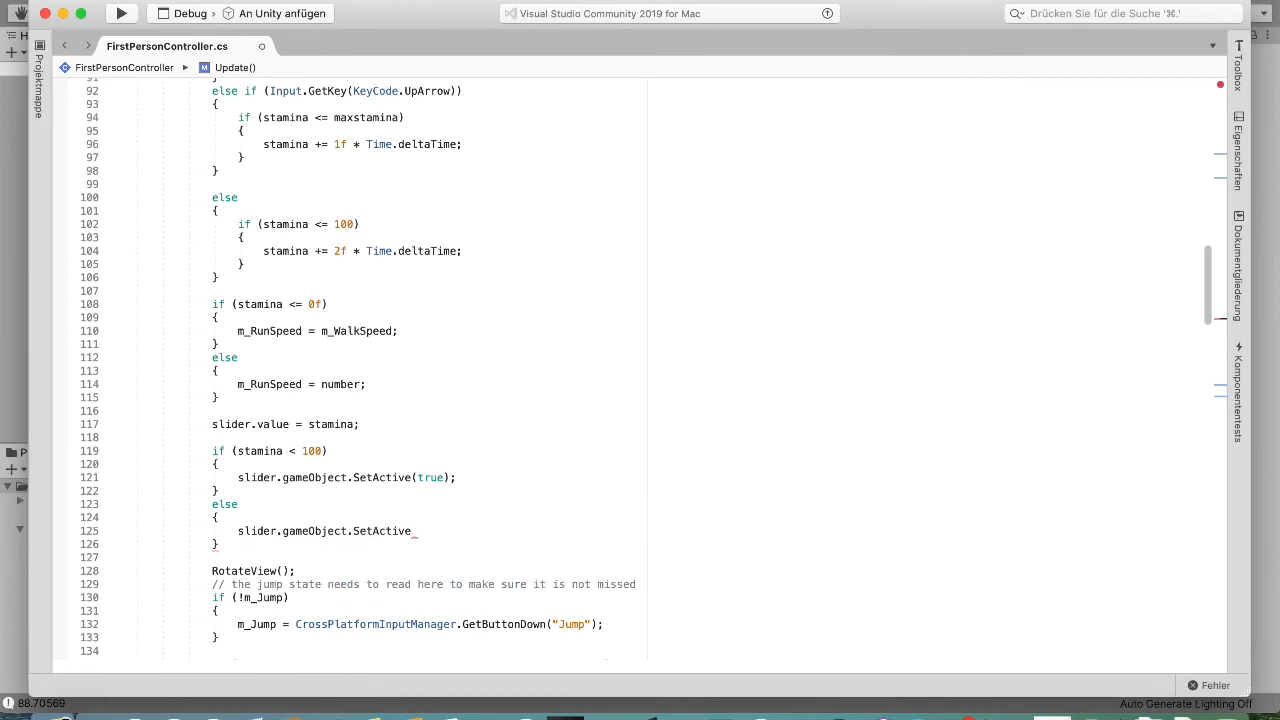 Debug › An Unity anfügen
Visual Studio Community 2019 for Mac
Drücken Sie für die Suche '⌘.'
FirstPersonController.cs
FirstPersonController ▸ M Update()
Projektmappe
91 }
92 else if (Input.GetKey(KeyCode.UpArrow))
93 {
94 if (stamina <= maxstamina)
95 {
96 stamina += 1f * Time.deltaTime;
97 }
98 }
99
100 else
101 {
102 if (stamina <= 100)
103 {
104 stamina += 2f * Time.deltaTime;
105 }
106 }
107
108 if (stamina <= 0f)
109 {
110 m_RunSpeed = m_WalkSpeed;
111 }
112 else
113 {
114 m_RunSpeed = number;
115 }
116
117 slider.value = stamina;
118
119 if (stamina < 100)
120 {
121 slider.gameObject.SetActive(true);
122 }
123 else
124 {
125 slider.gameObject.SetActive
126 }
127
128 RotateView();
129 // the jump state needs to read here to make sure it is not missed
130 if (!m_Jump)
131 {
132 m_Jump = CrossPlatformInputManager.GetButtonDown("Jump");
133 }
134
Toolbox
Eigenschaften
Dokumentgliederung
Komponententests
Fehler
88.70569
Auto Generate Lighting Off